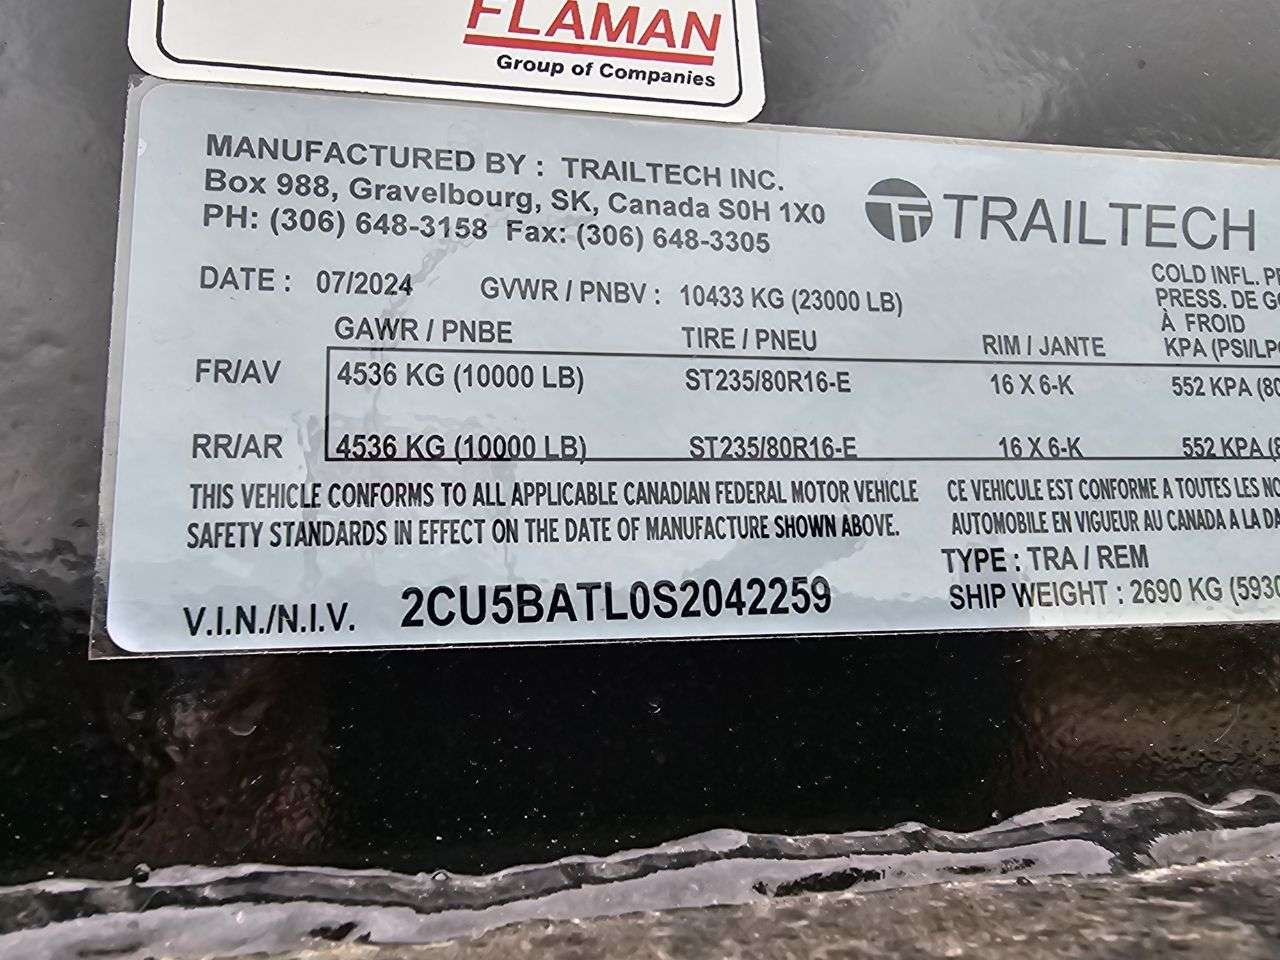 FLAMAN
Group of Companies
MANUFACTURED BY : TRAILTECH INC.
Box 988, Gravelbourg, SK, Canada S0H 1X0
PH: (306) 648-3158 Fax: (306) 648-3305
TRAILTECH
DATE : 07/2024 GVWR / PNBV : 10433 KG (23000 LB)
COLD INFL.
PRESS. DE
À FROID
GAWR / PNBE TIRE / PNEU RIM / JANTE KPA (PSI/LPC
FR/AV 4536 KG (10000 LB) ST235/80R16-E 16 X 6-K 552 KPA (80
RR/AR 4536 KG (10000 LB) ST235/80R16-E 16 X 6-K 552 KPA
THIS VEHICLE CONFORMS TO ALL APPLICABLE CANADIAN FEDERAL MOTOR VEHICLE
SAFETY STANDARDS IN EFFECT ON THE DATE OF MANUFACTURE SHOWN ABOVE.
CE VEHICULE EST CONFORME A TOUTES LES
AUTOMOBILE EN VIGUEUR AU CANADA A LA
TYPE : TRA / REM
SHIP WEIGHT : 2690 KG (5930
V.I.N./N.I.V. 2CU5BATL0S2042259